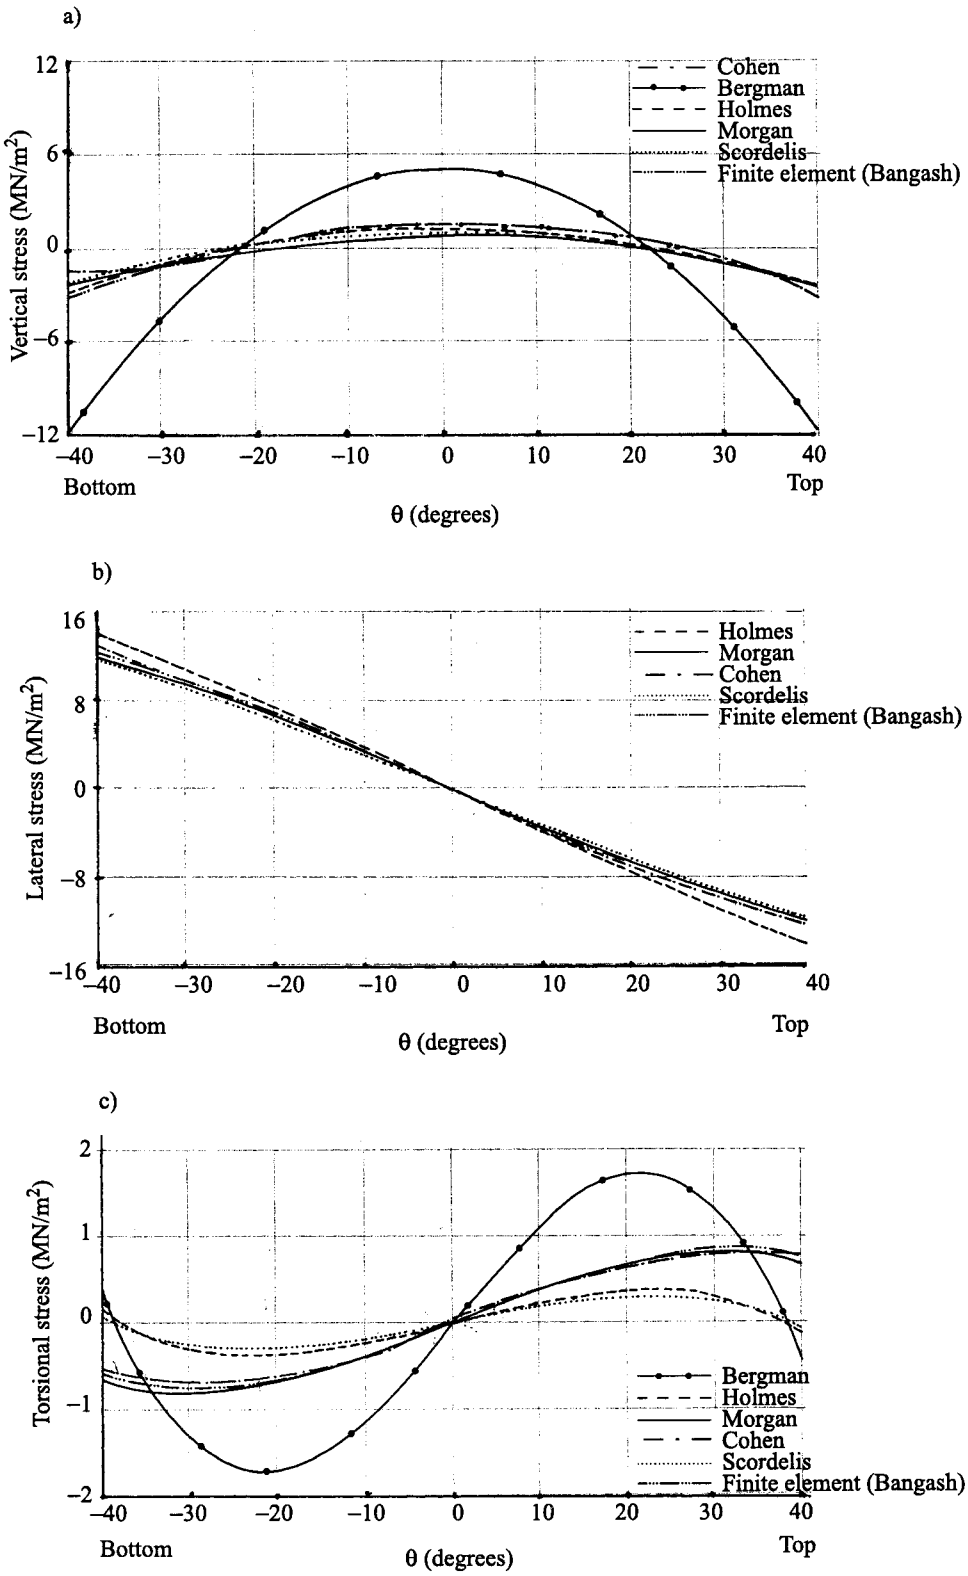 a)
12
6
0
−6
−12
Vertical stress (MN/m2)
Cohen
Bergman
Holmes
Morgan
Scordelis
Finite element (Bangash)
−40 −30 −20 −10 0 10 20 30 40
Bottom Top
θ (degrees)
b)
16
8
0
−8
−16
Lateral stress (MN/m2)
Holmes
Morgan
Cohen
Scordelis
Finite element (Bangash)
−40 −30 −20 −10 0 10 20 30 40
Bottom Top
θ (degrees)
c)
2
1
0
−1
−2
Torsional stress (MN/m2)
Bergman
Holmes
Morgan
Cohen
Scordelis
Finite element (Bangash)
−40 −30 −20 −10 0 10 20 30 40
Bottom Top
θ (degrees)